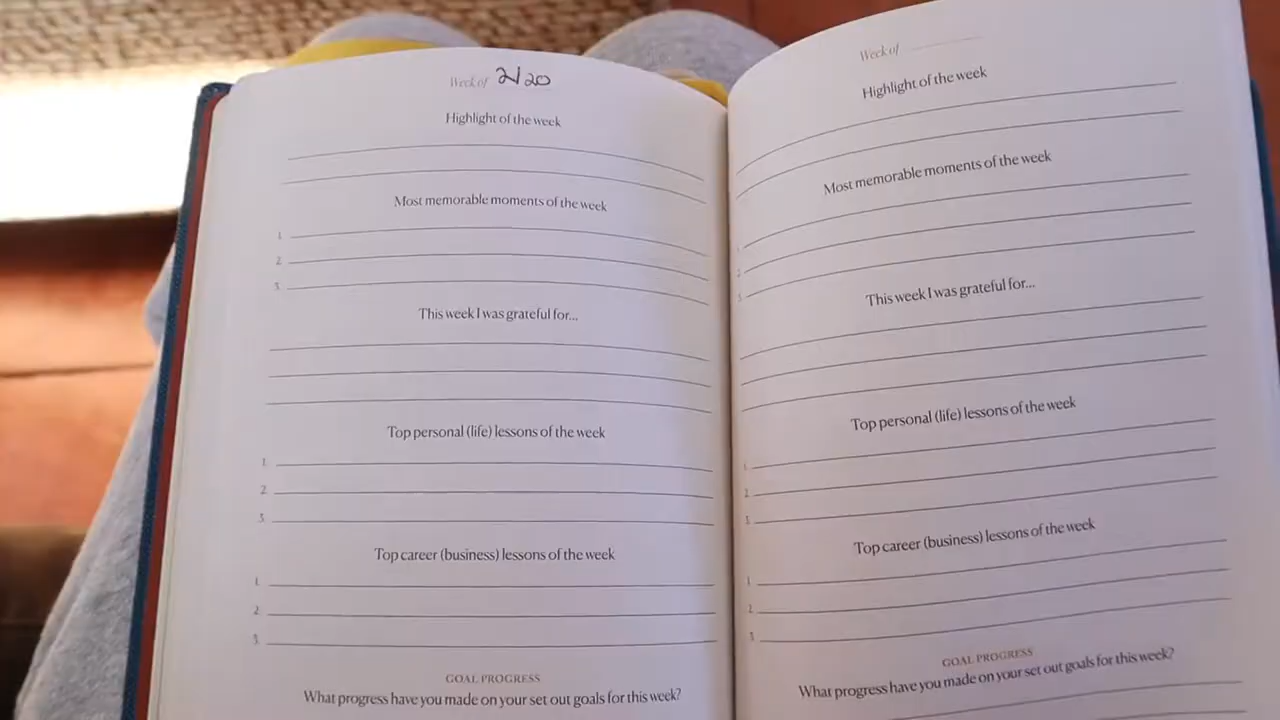 Week of 2/20
Highlight of the week
Most memorable moments of the week
1.
2.
3.
This week I was grateful for...
Top personal (life) lessons of the week
1.
2.
3.
Top career (business) lessons of the week
1.
2.
3.
GOAL PROGRESS
What progress have you made on your set out goals for this week?
Week of
Highlight of the week
Most memorable moments of the week
1.
2.
3.
This week I was grateful for...
Top personal (life) lessons of the week
1.
2.
3.
Top career (business) lessons of the week
1.
2.
3.
GOAL PROGRESS
What progress have you made on your set out goals for this week?